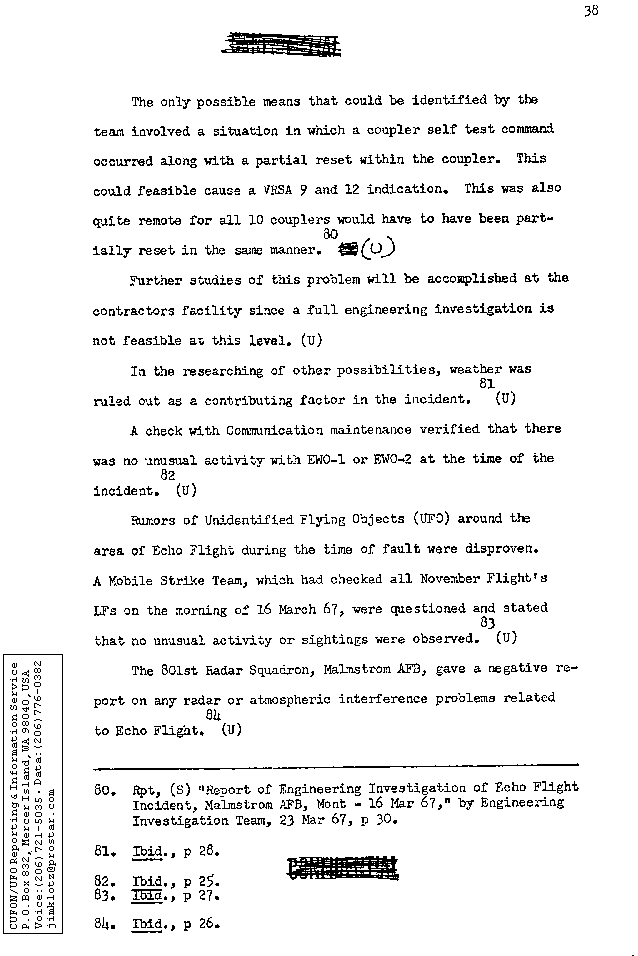 38
The only possible means that could be identified by the
team involved a situation in which a coupler self test command
occurred along with a partial reset within the coupler. This
could feasible cause a VRSA 9 and 12 indication. This was also
quite remote for all 10 couplers would have to have been part-
80
ially reset in the same manner. (U)
Further studies of this problem will be accomplished at the
contractors facility since a full engineering investigation is
not feasible at this level. (U)
In the researching of other possibilities, weather was
81
ruled out as a contributing factor in the incident. (U)
A check with Communication maintenance verified that there
was no unusual activity with EWO-1 or EWO-2 at the time of the
82
incident. (U)
Rumors of Unidentified Flying Objects (UFO) around the
area of Echo Flight during the time of fault were disproven.
A Mobile Strike Team, which had checked all November Flight's
LFs on the morning of 16 March 67, were questioned and stated
83
that no unusual activity or sightings were observed. (U)
The 801st Radar Squadron, Malmstrom AFB, gave a negative re-
port on any radar or atmospheric interference problems related
84
to Echo Flight. (U)
80. Rpt, (S) "Report of Engineering Investigation of Echo Flight
Incident, Malmstrom AFB, Mont - 16 Mar 67," by Engineering
Investigation Team, 23 Mar 67, p 30.
81. Ibid., p 28.
CONFIDENTIAL
82. Ibid., p 25.
83. Ibid., p 27.
84. Ibid., p 26.
CUFON/UFO Reporting & Information Service
P.O.Box 832, Mercer Island, WA 98040, USA
Voice:(206)721-5035 - Data:(206)776-0382
jimklotz@prostar.com